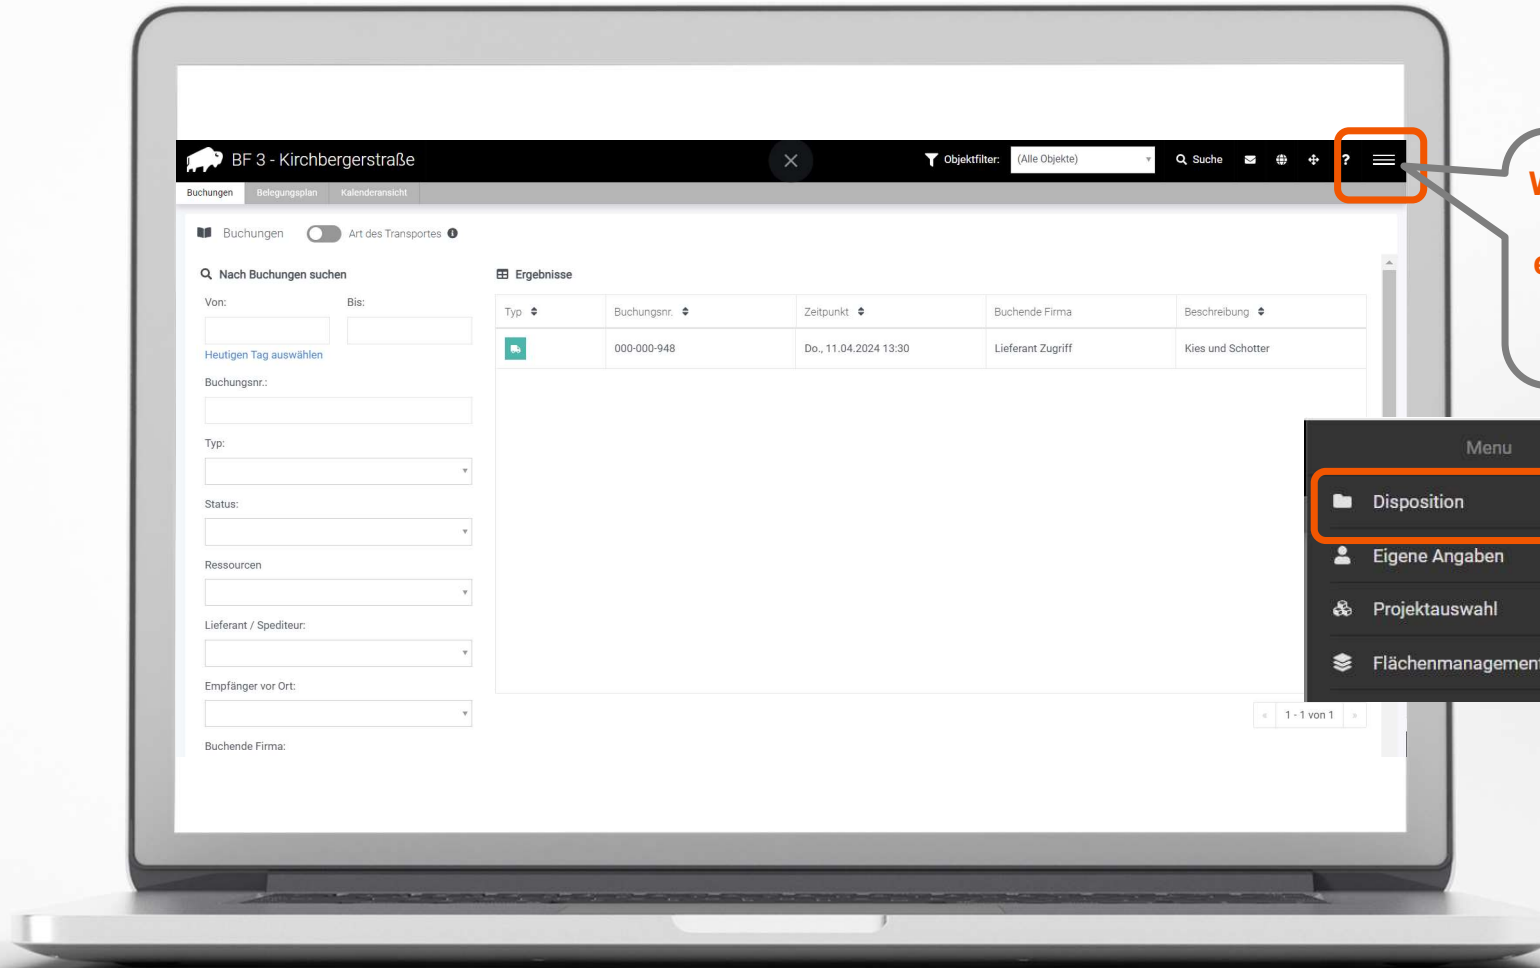 BF 3 - Kirchbergerstraße
Objektfilter: (Alle Objekte) Suche ?
Buchungen Belegungsplan Kalenderansicht
Buchungen Art des Transportes
Nach Buchungen suchen
Von: Bis:
Heutigen Tag auswählen
Buchungsnr.:
Typ:
Status:
Ressourcen
Lieferant / Spediteur:
Empfänger vor Ort:
Buchende Firma:
Ergebnisse
Typ Buchungsnr. Zeitpunkt Buchende Firma Beschreibung
000-000-948 Do., 11.04.2024 13:30 Lieferant Zugriff Kies und Schotter
« 1 - 1 von 1 »
Menu
Disposition
Eigene Angaben
Projektauswahl
Flächenmanagement